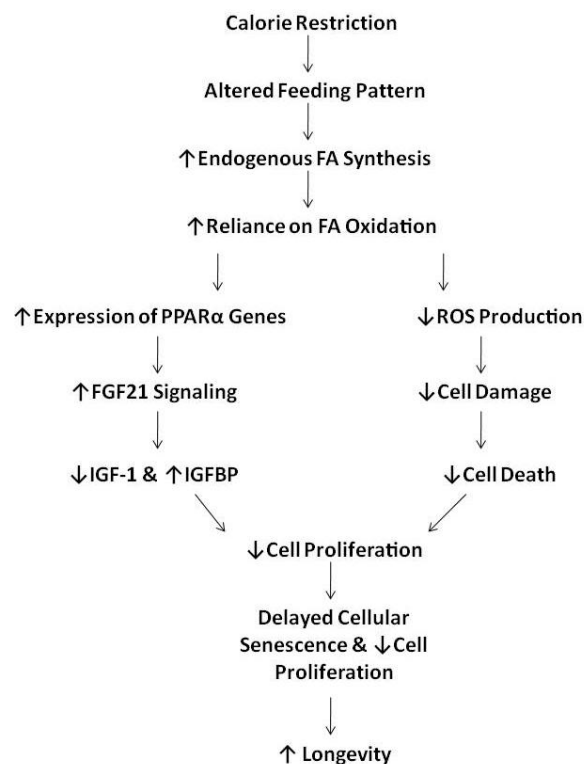 Calorie Restriction
Altered Feeding Pattern
↑Endogenous FA Synthesis
↑Reliance on FA Oxidation
↑Expression of PPARα Genes
↓ROS Production
↑FGF21 Signaling
↓Cell Damage
↓IGF-1 & ↑IGFBP
↓Cell Death
↓Cell Proliferation
Delayed Cellular
Senescence & ↓Cell
Proliferation
↑ Longevity